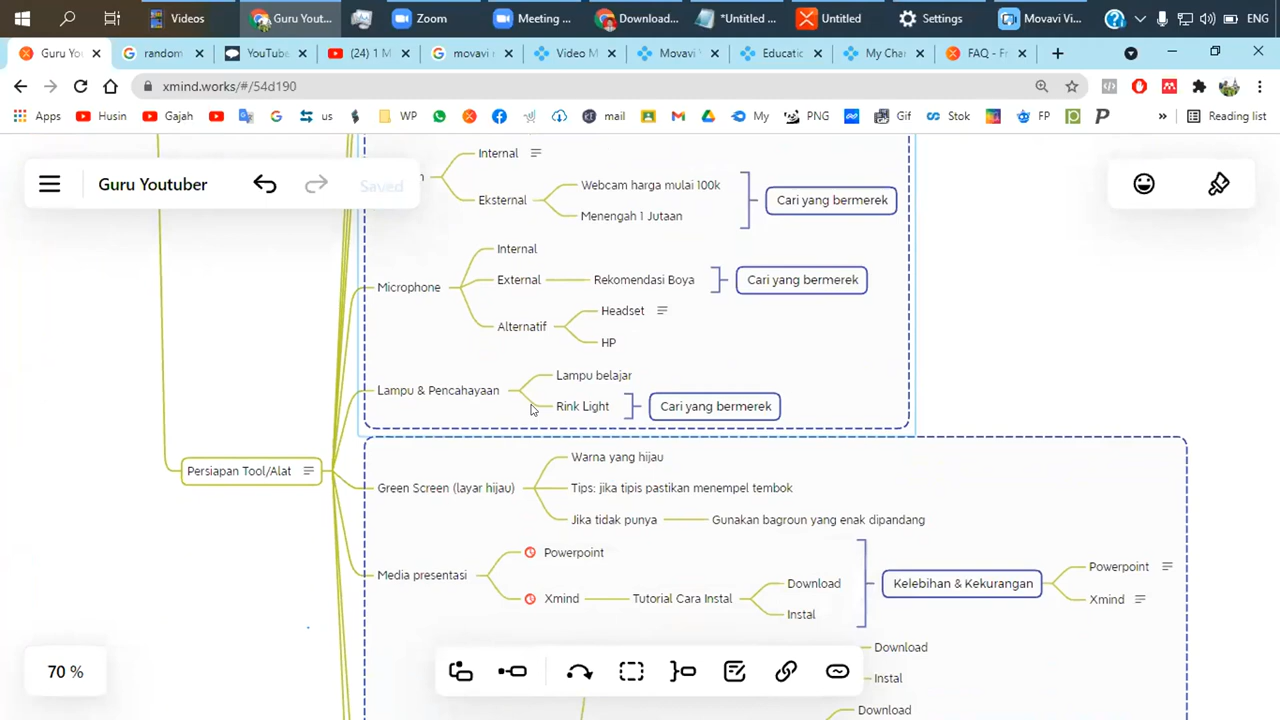 Videos
Guru Yout...
Zoom
Meeting ...
Download...
*Untitled ...
Untitled
Settings
Movavi Vi...
ENG
Guru Yo
random
YouTube
(24) 1 M
movavi r
Video M
Movavi
Educatio
My Char
FAQ - Fr
xmind.works/#/54d190
Apps
Husin
Gajah
us
WP
mail
My
PNG
Gif
Stok
FP
Reading list
Guru Youtuber
Saved
Internal
n
Eksternal
Webcam harga mulai 100k
Menengah 1 Jutaan
Cari yang bermerek
Microphone
Internal
External
Rekomendasi Boya
Cari yang bermerek
Alternatif
Headset
HP
Lampu & Pencahayaan
Lampu belajar
Rink Light
Cari yang bermerek
Persiapan Tool/Alat
Green Screen (layar hijau)
Warna yang hijau
Tips: jika tipis pastikan menempel tembok
Jika tidak punya
Gunakan bagroun yang enak dipandang
Media presentasi
Powerpoint
Xmind
Tutorial Cara Instal
Download
Instal
Kelebihan & Kekurangan
Powerpoint
Xmind
Download
Instal
Download
70 %